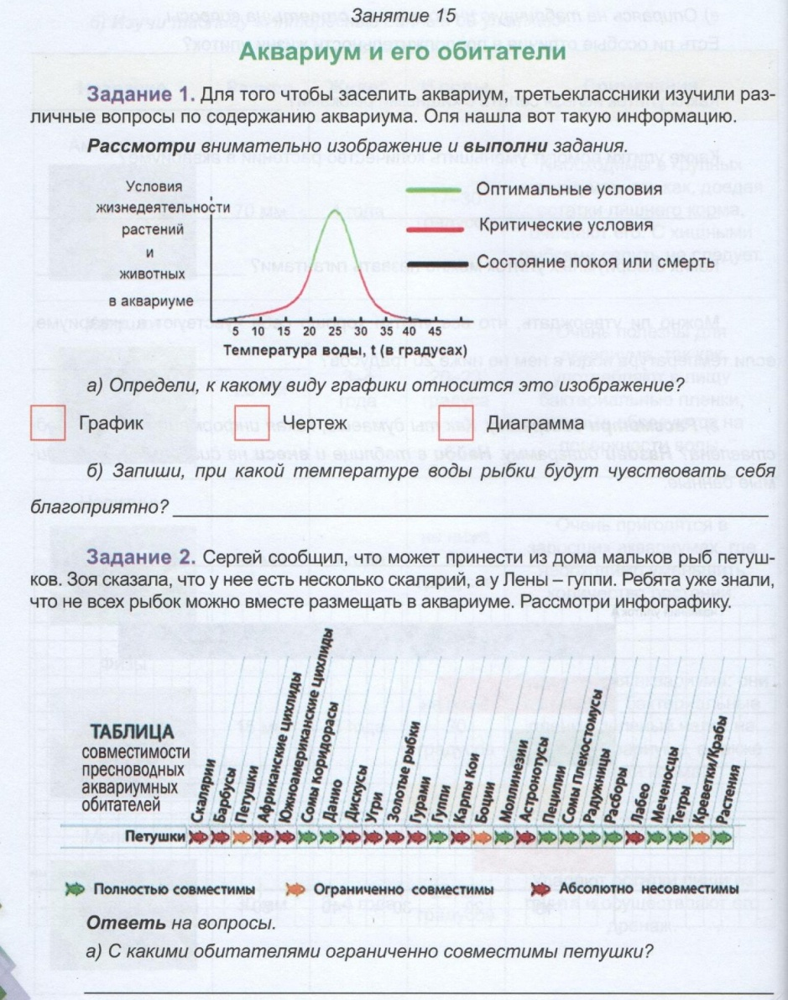 Занятие 15
Аквариум и его обитатели
Задание 1. Для того чтобы заселить аквариум, третьеклассники изучили раз-
личные вопросы по содержанию аквариума. Оля нашла вот такую информацию.
Рассмотри внимательно изображение и выполни задания.
Условия
жизнедеятельности
растений
и
животных
в аквариуме
Оптимальные условия
Критические условия
Состояние покоя или смерть
5 10 15 20 25 30 35 40 45
Температура воды, t (в градусах)
а) Определи, к какому виду графики относится это изображение?
График Чертеж Диаграмма
б) Запиши, при какой температуре воды рыбки будут чувствовать себя
благоприятно?
Задание 2. Сергей сообщил, что может принести из дома мальков рыб петуш-
ков. Зоя сказала, что у нее есть несколько скалярий, а у Лены – гуппи. Ребята уже знали,
что не всех рыбок можно вместе размещать в аквариуме. Рассмотри инфографику.
ТАБЛИЦА
совместимости
пресноводных
аквариумных
обитателей
Скалярии
Барбусы
Петушки
Африканские цихлиды
Южноамериканские цихлиды
Сомы коридорасы
Данио
Дискусы
Угри
Золотые рыбки
Гурами
Гуппи
Карпы Кои
Боции
Моллинезии
Астронотусы
Пецилии
Сомы Плекостомусы
Радужницы
Расборы
Лабео
Меченосцы
Тетры
Креветки/Крабы
Растения
Петушки
Полностью совместимы
Ограниченно совместимы
Абсолютно несовместимы
Ответь на вопросы.
а) С какими обитателями ограниченно совместимы петушки?